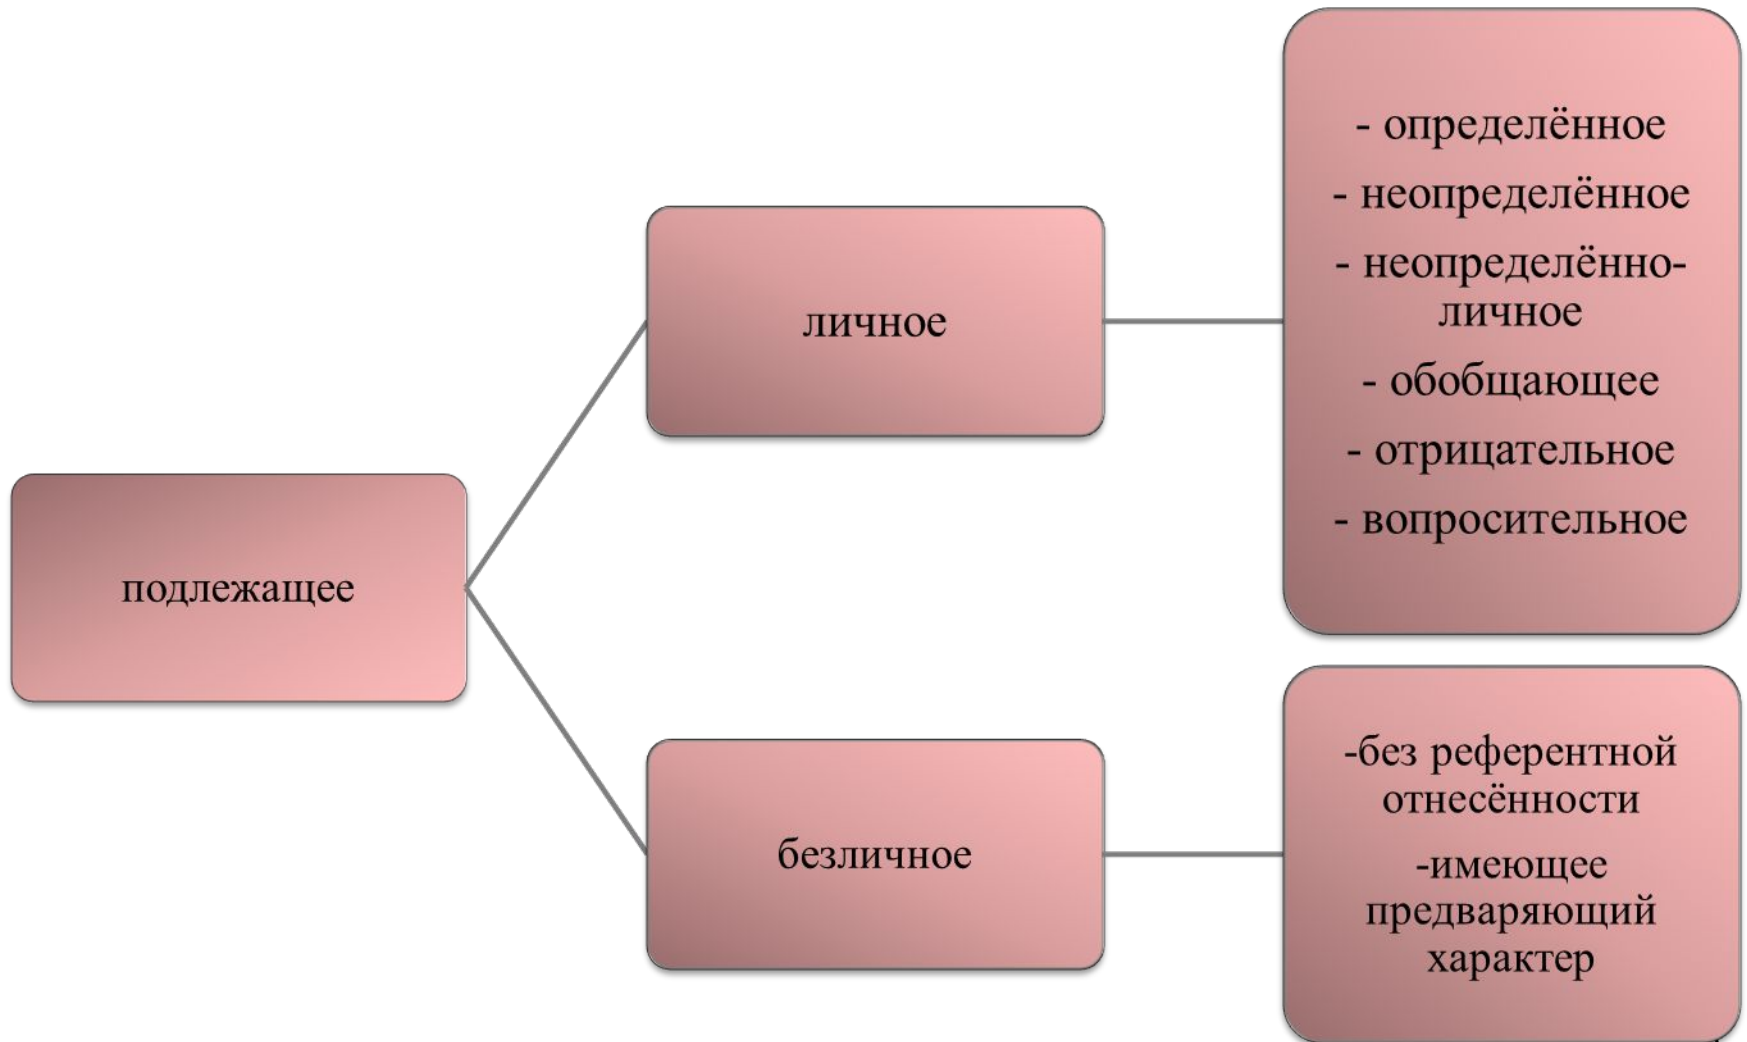 подлежащее
личное
- определённое
- неопределённое
- неопределённо-
личное
- обобщающее
- отрицательное
- вопросительное
безличное
-без референтной
отнесённости
-имеющее
предваряющий
характер